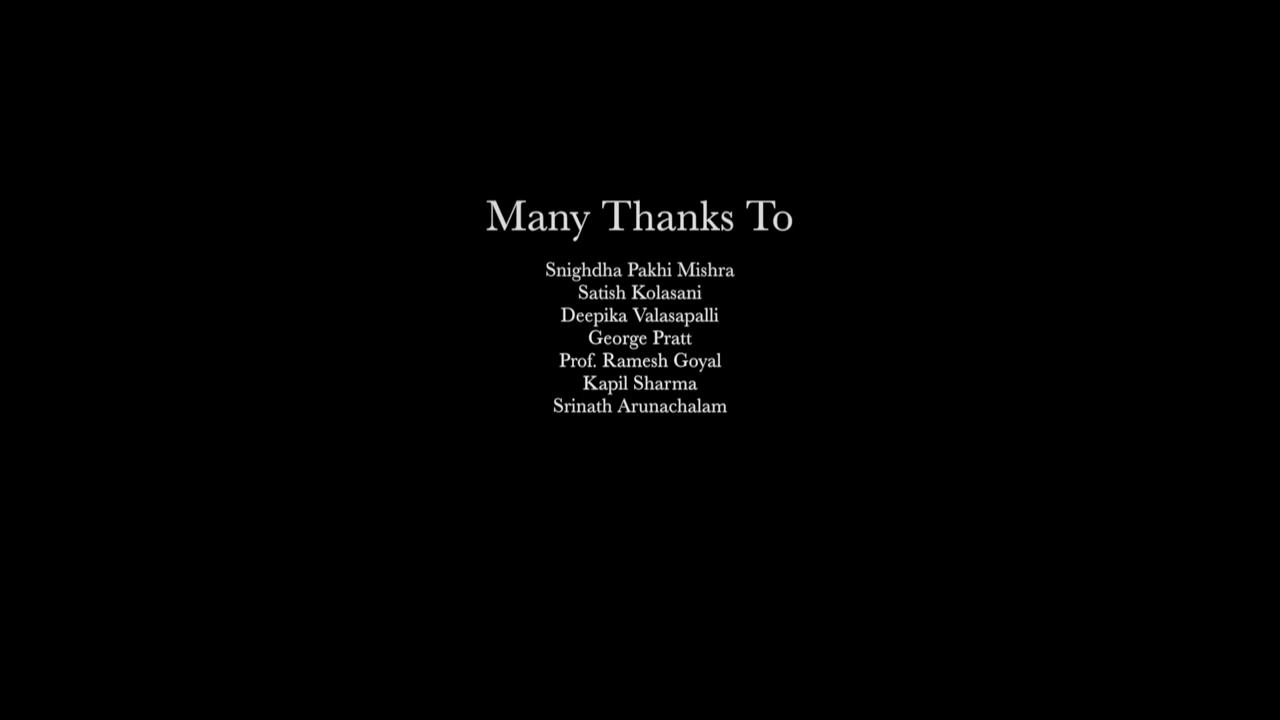 Many Thanks To
Snighdha Pakhi Mishra
Satish Kolasani
Deepika Valasapalli
George Pratt
Prof. Ramesh Goyal
Kapil Sharma
Srinath Arunachalam